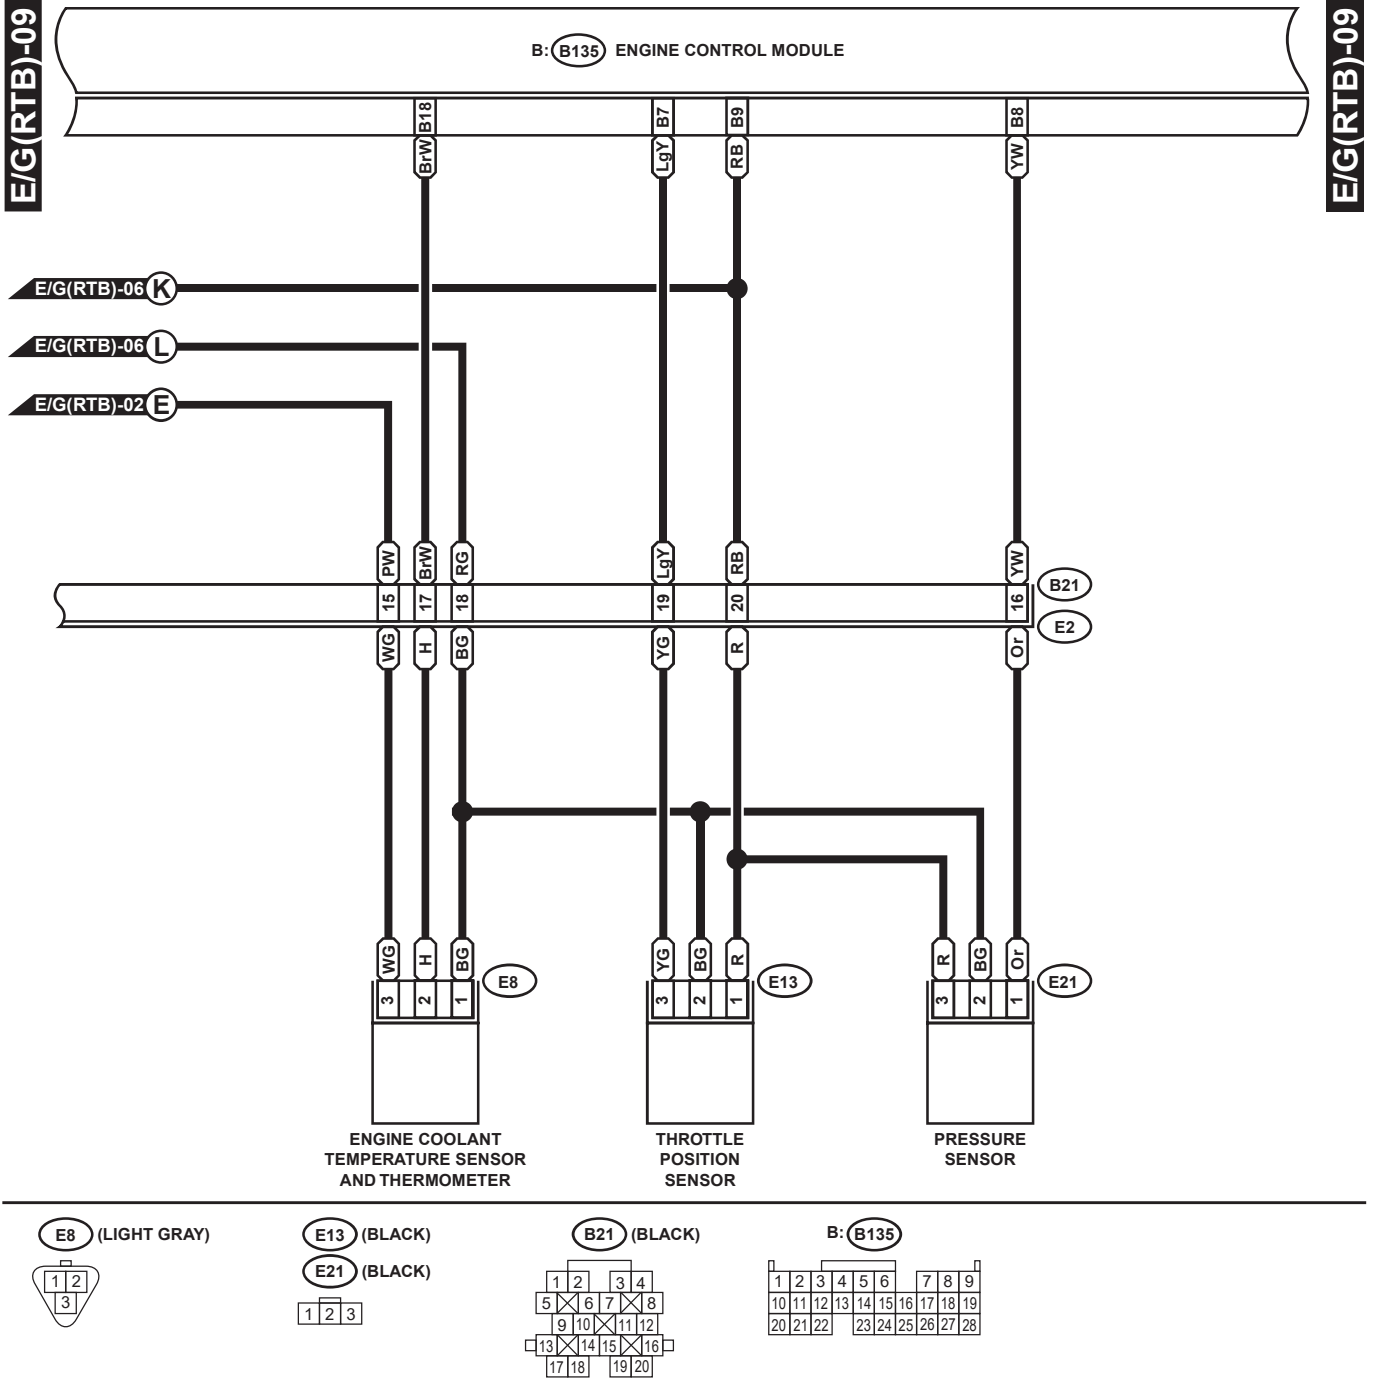 E/G(RTB)-09
E/G(RTB)-09
B: B135 ENGINE CONTROL MODULE
B18 B7 B9 B8
BrW LgY RB YW
E/G(RTB)-06 K
E/G(RTB)-06 L
E/G(RTB)-02 E
PW BrW RG LgY RB YW
B21
15 17 18 19 20 16
E2
WG H BG YG R Or
WG H BG YG BG R R BG Or
E8 E13 E21
3 2 1 3 2 1 3 2 1
ENGINE COOLANT
TEMPERATURE SENSOR
AND THERMOMETER
THROTTLE
POSITION
SENSOR
PRESSURE
SENSOR
E8 (LIGHT GRAY)
1 2
3
E13 (BLACK)
E21 (BLACK)
1 2 3
B21 (BLACK)
1 2 3 4
5 6 7 8
9 10 11 12
13 14 15 16
17 18 19 20
B: B135
1 2 3 4 5 6 7 8 9
10 11 12 13 14 15 16 17 18 19
20 21 22 23 24 25 26 27 28